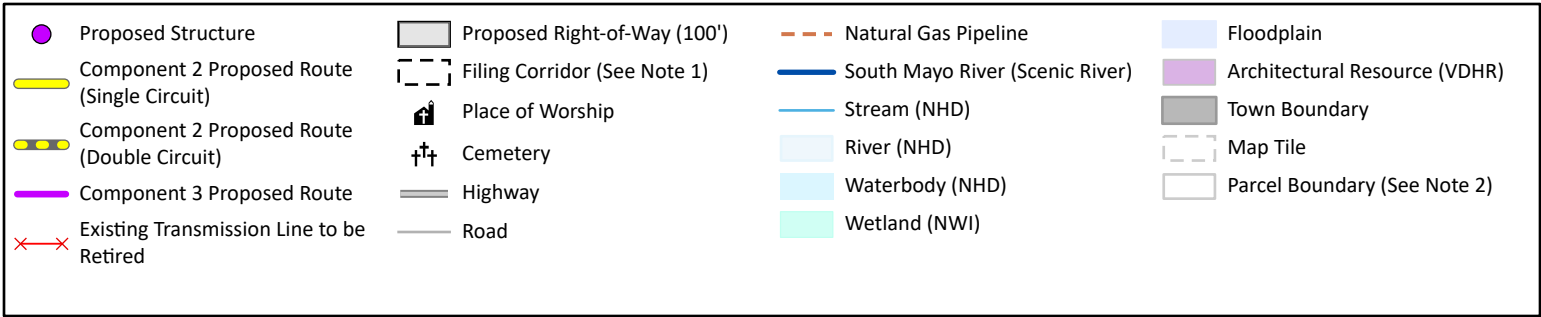 Proposed Structure
Component 2 Proposed Route
(Single Circuit)
Component 2 Proposed Route
(Double Circuit)
Component 3 Proposed Route
Existing Transmission Line to be
Retired
Proposed Right-of-Way (100')
Filing Corridor (See Note 1)
Place of Worship
Cemetery
Highway
Road
Natural Gas Pipeline
South Mayo River (Scenic River)
Stream (NHD)
River (NHD)
Waterbody (NHD)
Wetland (NWI)
Floodplain
Architectural Resource (VDHR)
Town Boundary
Map Tile
Parcel Boundary (See Note 2)